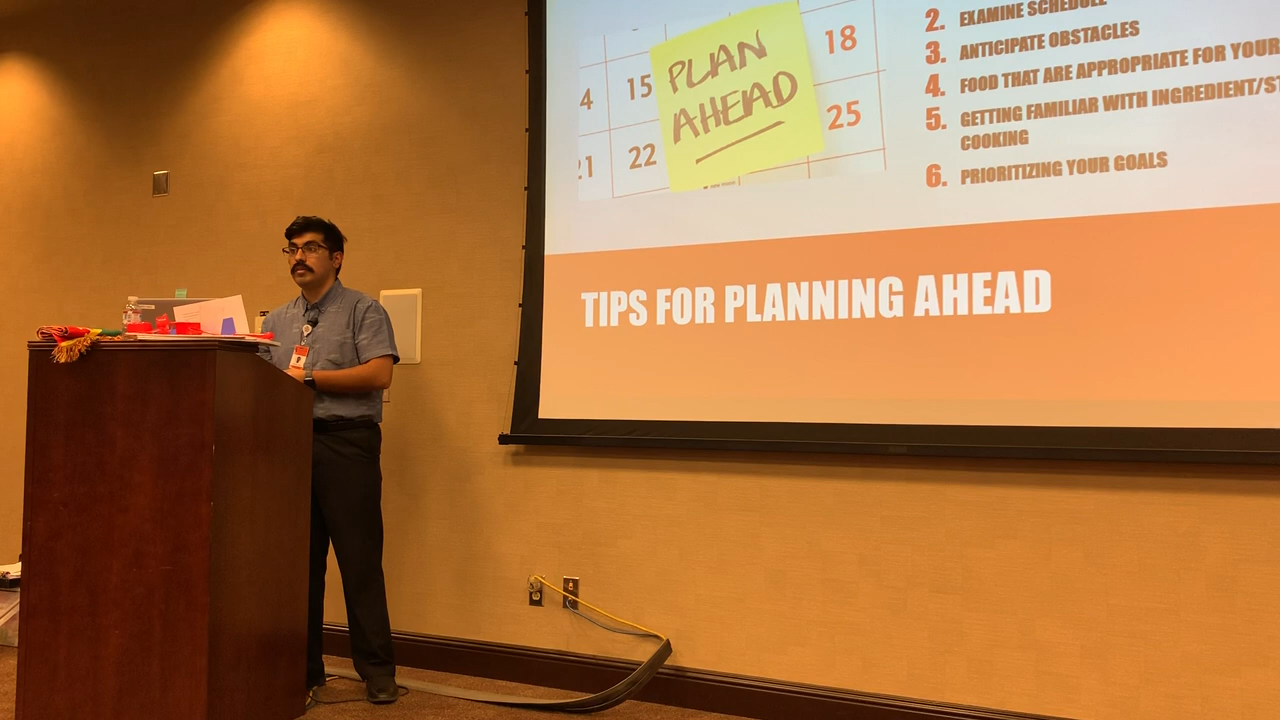 2. EXAMINE SCHEDULE
3. ANTICIPATE OBSTACLES
4. FOOD THAT ARE APPROPRIATE FOR YOUR
5. GETTING FAMILIAR WITH INGREDIENT/
COOKING
6. PRIORITIZING YOUR GOALS
PLAN
AHEAD
4 15 18
21 22 25
TIPS FOR PLANNING AHEAD